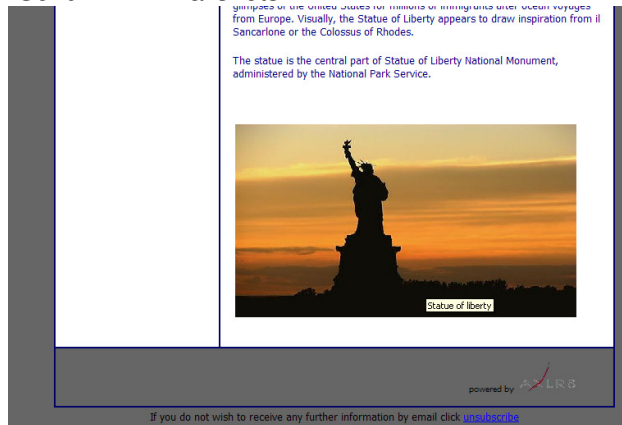 glimpses of the United States for millions of immigrants after ocean voyages
from Europe. Visually, the Statue of Liberty appears to draw inspiration from il
Sancarlone or the Colossus of Rhodes.
The statue is the central part of Statue of Liberty National Monument,
administered by the National Park Service.
Statue of liberty
powered by
If you do not wish to receive any further information by email click unsubscribe